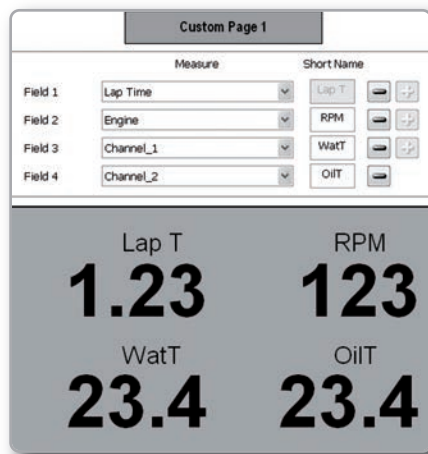 Custom Page 1
Measure Short Name
Field 1 Lap Time Lap T
Field 2 Engine RPM
Field 3 Channel_1 WatT
Field 4 Channel_2 OilT
Lap T RPM
1.23 123
WatT OilT
23.4 23.4